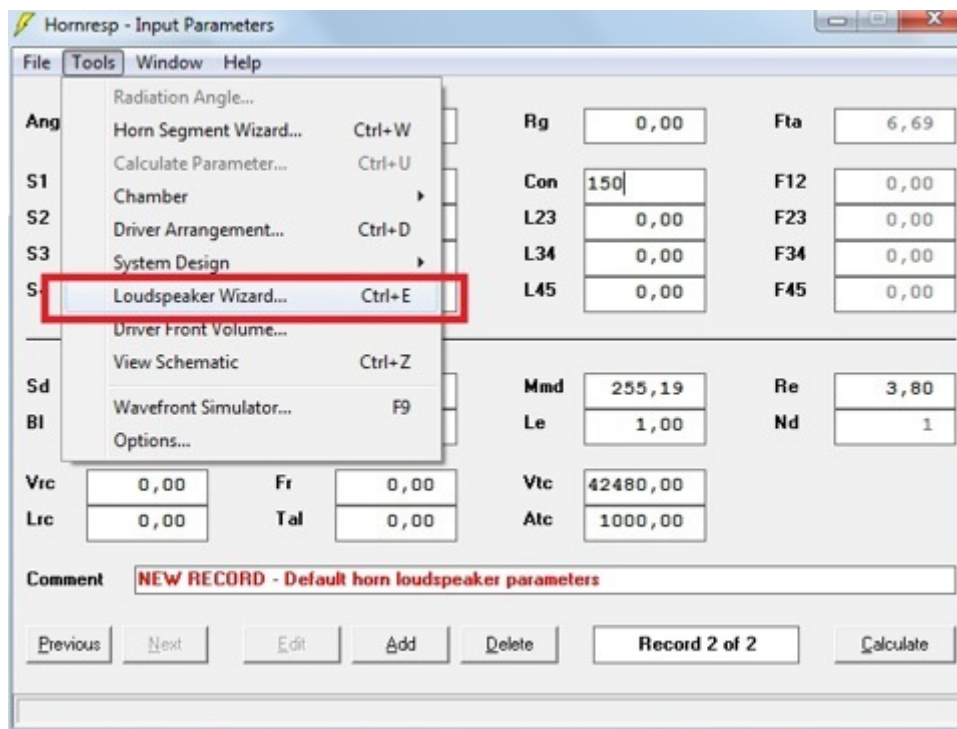 Hornresp - Input Parameters
File Tools Window Help
Radiation Angle...
Ang Horn Segment Wizard... Ctrl+W Rg 0,00 Fta 6,69
Calculate Parameter... Ctrl+U
S1 Chamber Con 150 F12 0,00
S2 Driver Arrangement... Ctrl+D L23 0,00 F23 0,00
S3 System Design L34 0,00 F34 0,00
Loudspeaker Wizard... Ctrl+E L45 0,00 F45 0,00
Driver Front Volume...
View Schematic Ctrl+Z
Sd Mmd 255,19 Re 3,80
Wavefront Simulator... F9
Bl Le 1,00 Nd 1
Options...
Vrc 0,00 Fr 0,00 Vtc 42480,00
Lrc 0,00 Tal 0,00 Atc 1000,00
Comment NEW RECORD - Default horn loudspeaker parameters
Previous Next Edit Add Delete Record 2 of 2 Calculate